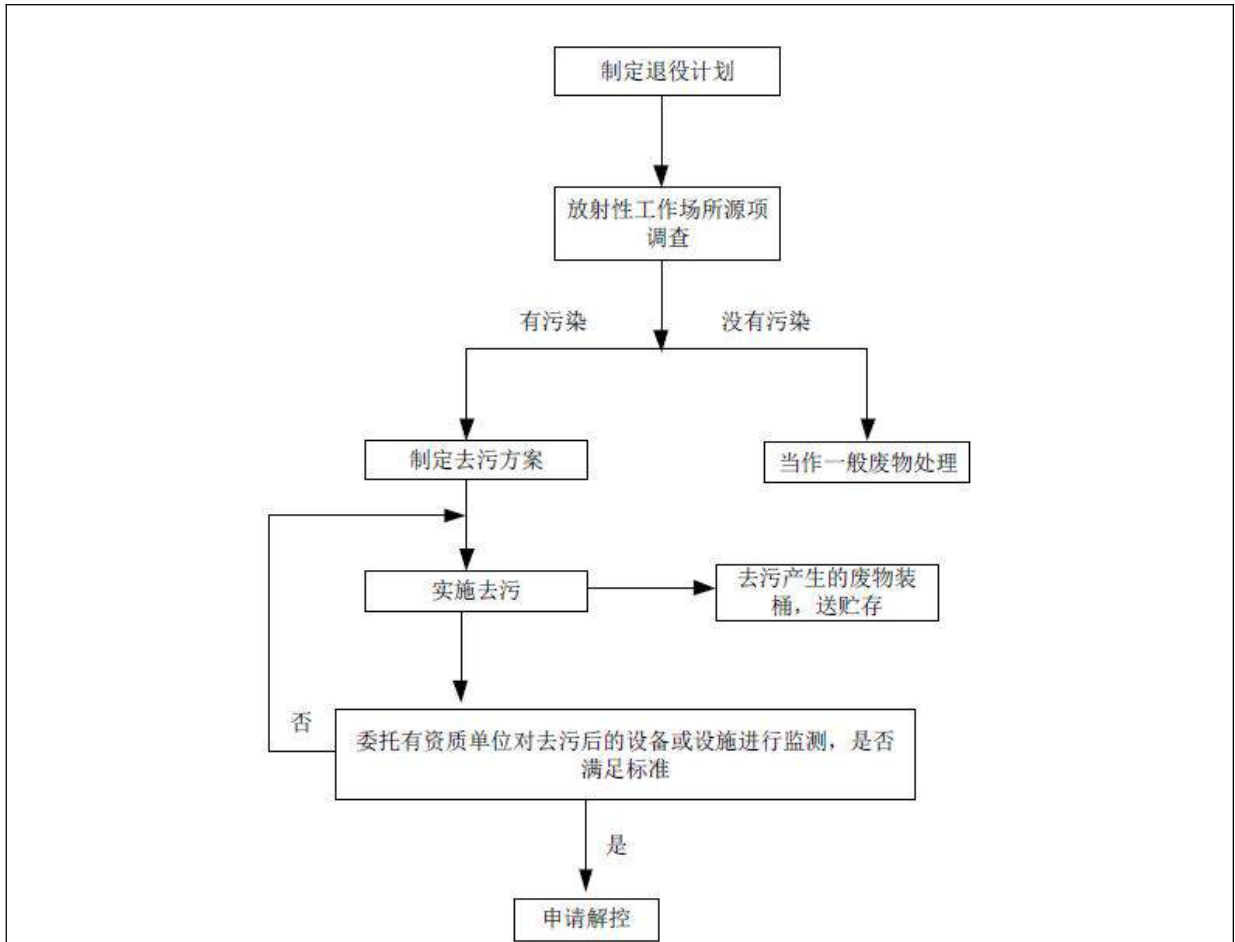 制定退役计划
放射性工作场所源项
调查
有污染
没有污染
制定去污方案
当作一般废物处理
实施去污
去污产生的废物装
桶，送贮存
否
委托有资质单位对去污后的设备或设施进行监测，是否
满足标准
是
申请解控